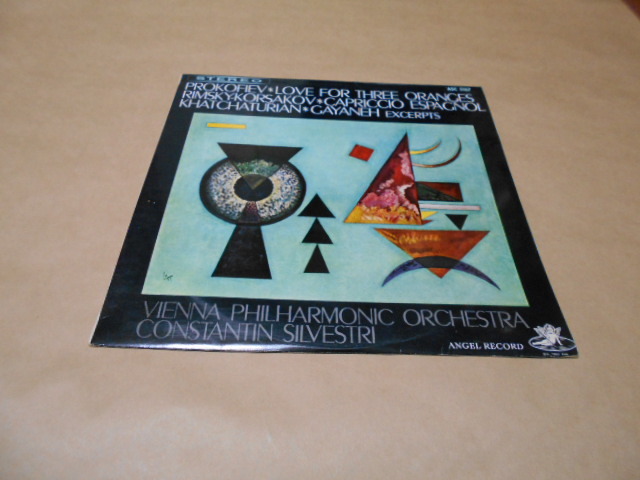 STEREO
PROKOFIEV • LOVE FOR THREE ORANGES
RIMSKY-KORSAKOV • CAPRICCIO ESPAGNOL
KHATCHATURIAN • GAYANEH EXCERPTS
VIENNA PHILHARMONIC ORCHESTRA
CONSTANTIN SILVESTRI
ANGEL RECORD